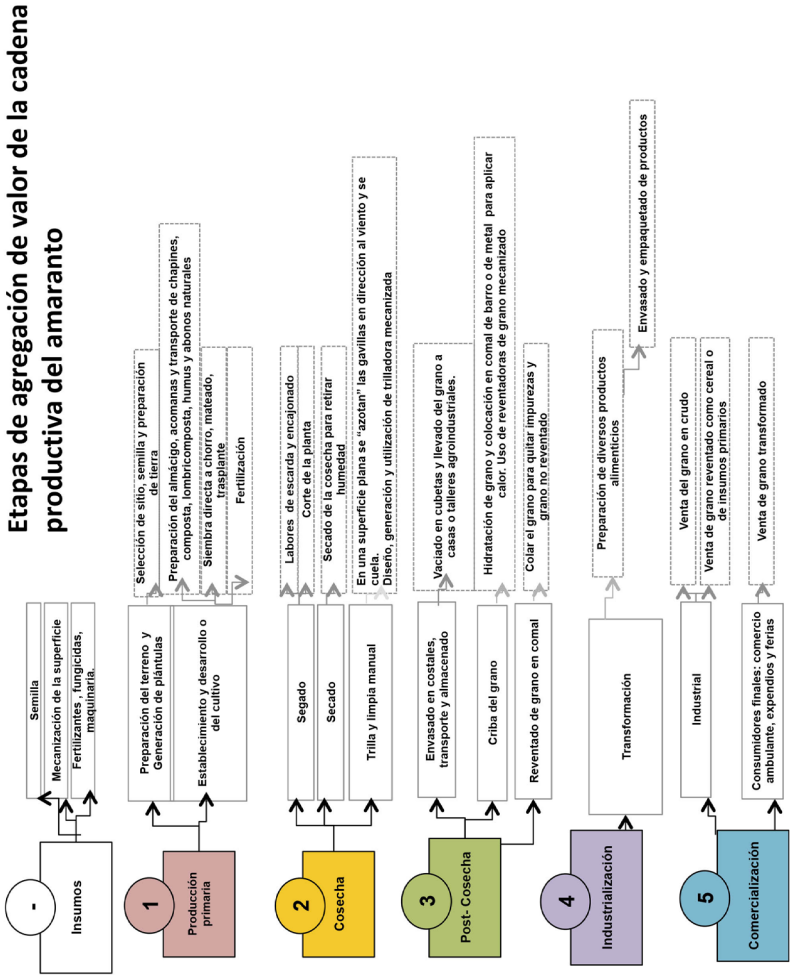 Etapas de agregación de valor de la cadena
productiva del amaranto
-
Insumos
Semilla
Mecanización de la superficie
Fertilizantes , fungicidas,
maquinaria.
1
Producción
primaria
Preparación del terreno y
Generación de plántulas
Establecimiento y desarrollo o
del cultivo
Selección de sitio, semilla y preparación
de tierra
Preparación del almácigo, acomanas y transporte de chapines,
composta, lombricomposta, humus y abonos naturales
Siembra directa a chorro, mateado,
trasplante
Fertilización
2
Cosecha
Segado
Secado
Trilla y limpia manual
Labores de escarda y encajonado
Corte de la planta
Secado de la cosecha para retirar
humedad
En una superficie plana se “azotan” las gavillas en dirección al viento y se
cuela.
Diseño, generación y utilización de trilladora mecanizada
3
Post- Cosecha
Envasado en costales,
transporte y almacenado
Criba del grano
Reventado de grano en comal
Vaciado en cubetas y llevado del grano a
casas o talleres agroindustriales.
Hidratación de grano y colocación en comal de barro o de metal para aplicar
calor. Uso de reventadoras de grano mecanizado
Colar el grano para quitar impurezas y
grano no reventado
4
Industrialización
Transformación
Preparación de diversos productos
alimenticios
Envasado y empaquetado de productos
5
Comercialización
Industrial
Consumidores finales: comercio
ambulante, expendios y ferias
Venta del grano en crudo
Venta de grano reventado como cereal o
de insumos primarios
Venta de grano transformado